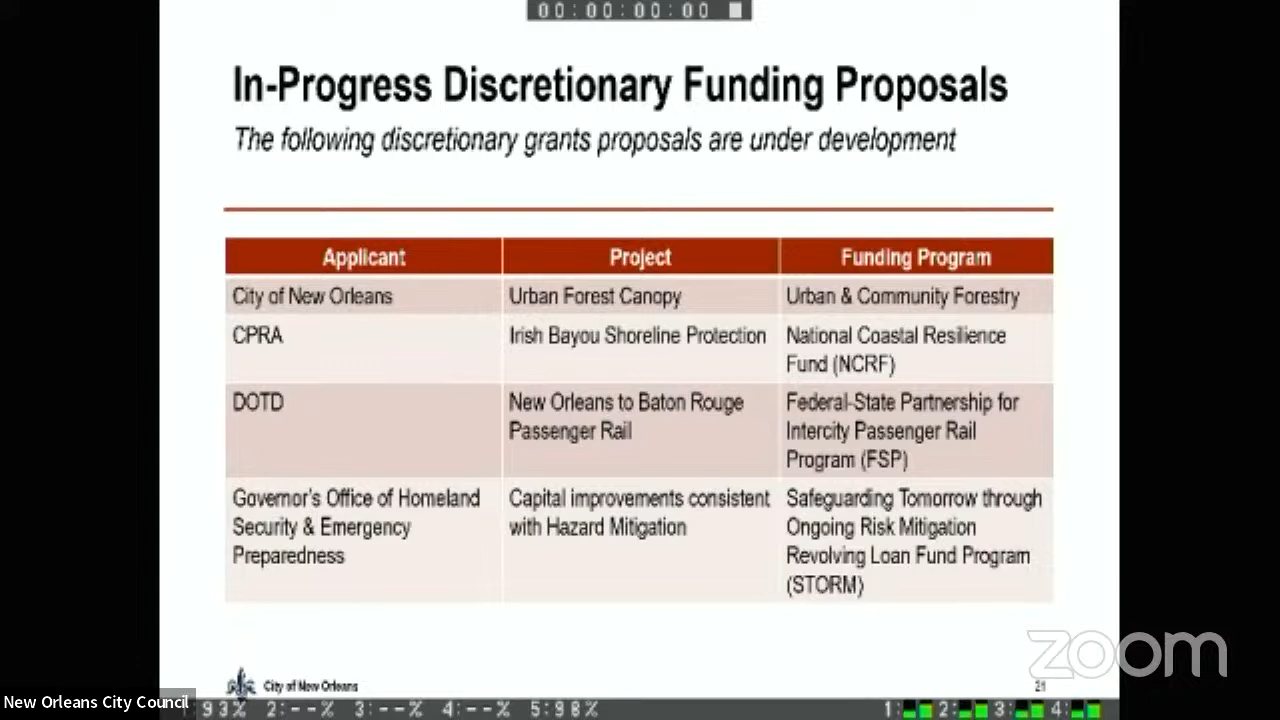 00:00:00:00
In-Progress Discretionary Funding Proposals
The following discretionary grants proposals are under development
Applicant Project Funding Program
City of New Orleans Urban Forest Canopy Urban & Community Forestry
CPRA Irish Bayou Shoreline Protection National Coastal Resilience
Fund (NCRF)
DOTD New Orleans to Baton Rouge Federal-State Partnership for
Passenger Rail Intercity Passenger Rail
Program (FSP)
Governor's Office of Homeland Capital improvements consistent Safeguarding Tomorrow through
Security & Emergency with Hazard Mitigation Ongoing Risk Mitigation
Preparedness Revolving Loan Fund Program
(STORM)
zoom
City of New Orleans 21
New Orleans City Council
1:93% 2:--% 3:--% 4:--% 5:98% 1: 2: 3: 4: